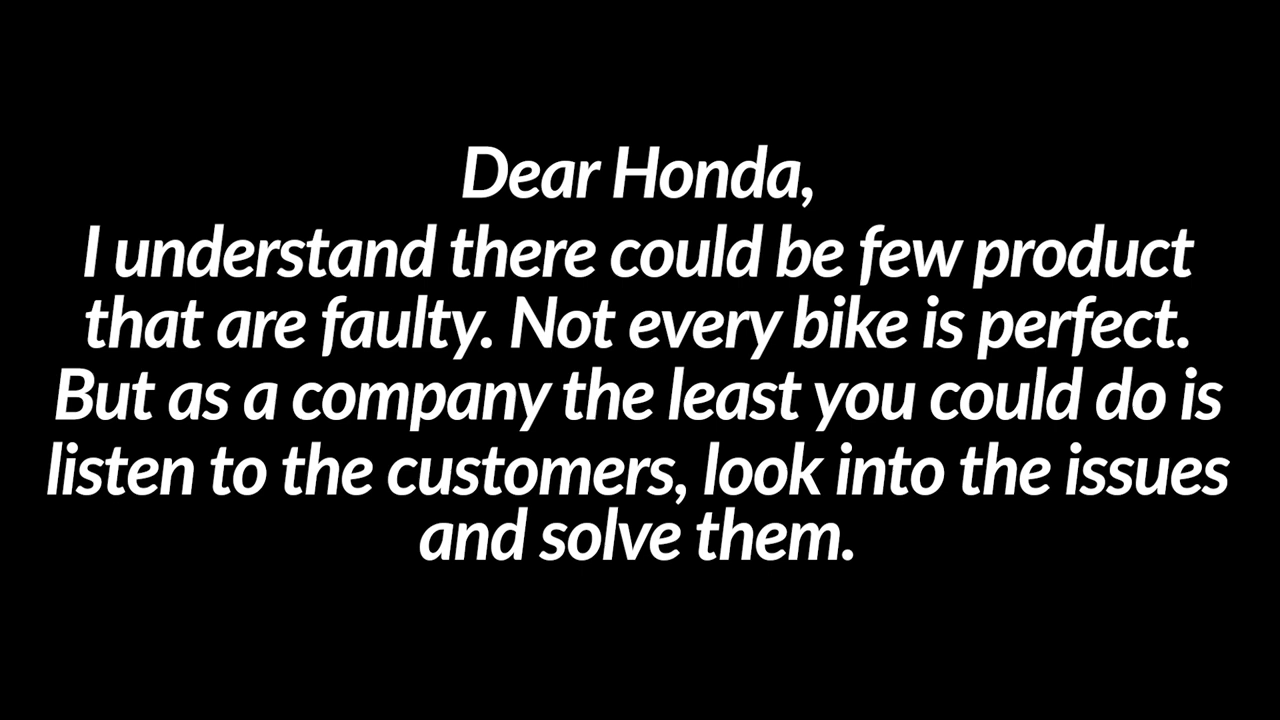 Dear Honda,
I understand there could be few product
that are faulty. Not every bike is perfect.
But as a company the least you could do is
listen to the customers, look into the issues
and solve them.